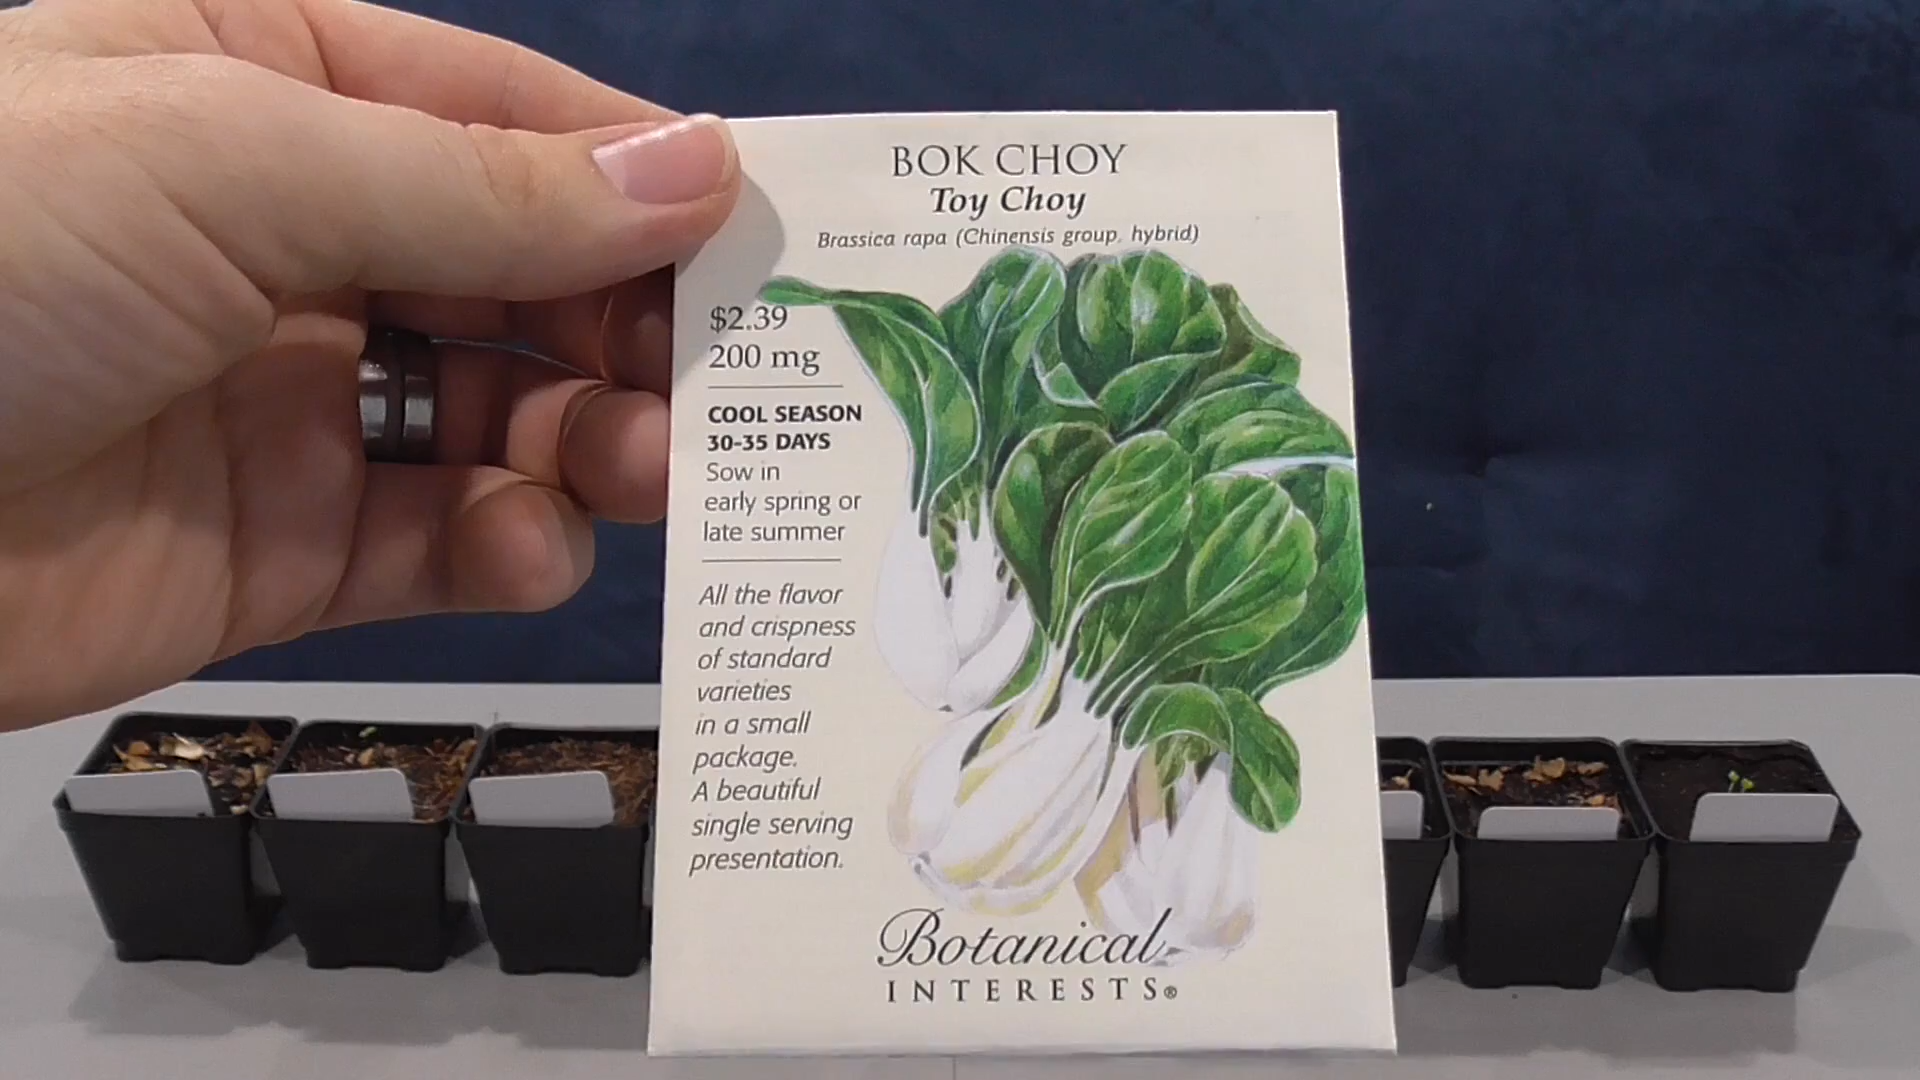 BOK CHOY
Toy Choy
Brassica rapa (Chinensis group, hybrid)
$2.39
200 mg
COOL SEASON
30-35 DAYS
Sow in
early spring or
late summer
All the flavor
and crispness
of standard
varieties
in a small
package.
A beautiful
single serving
presentation.
Botanical
INTERESTS®